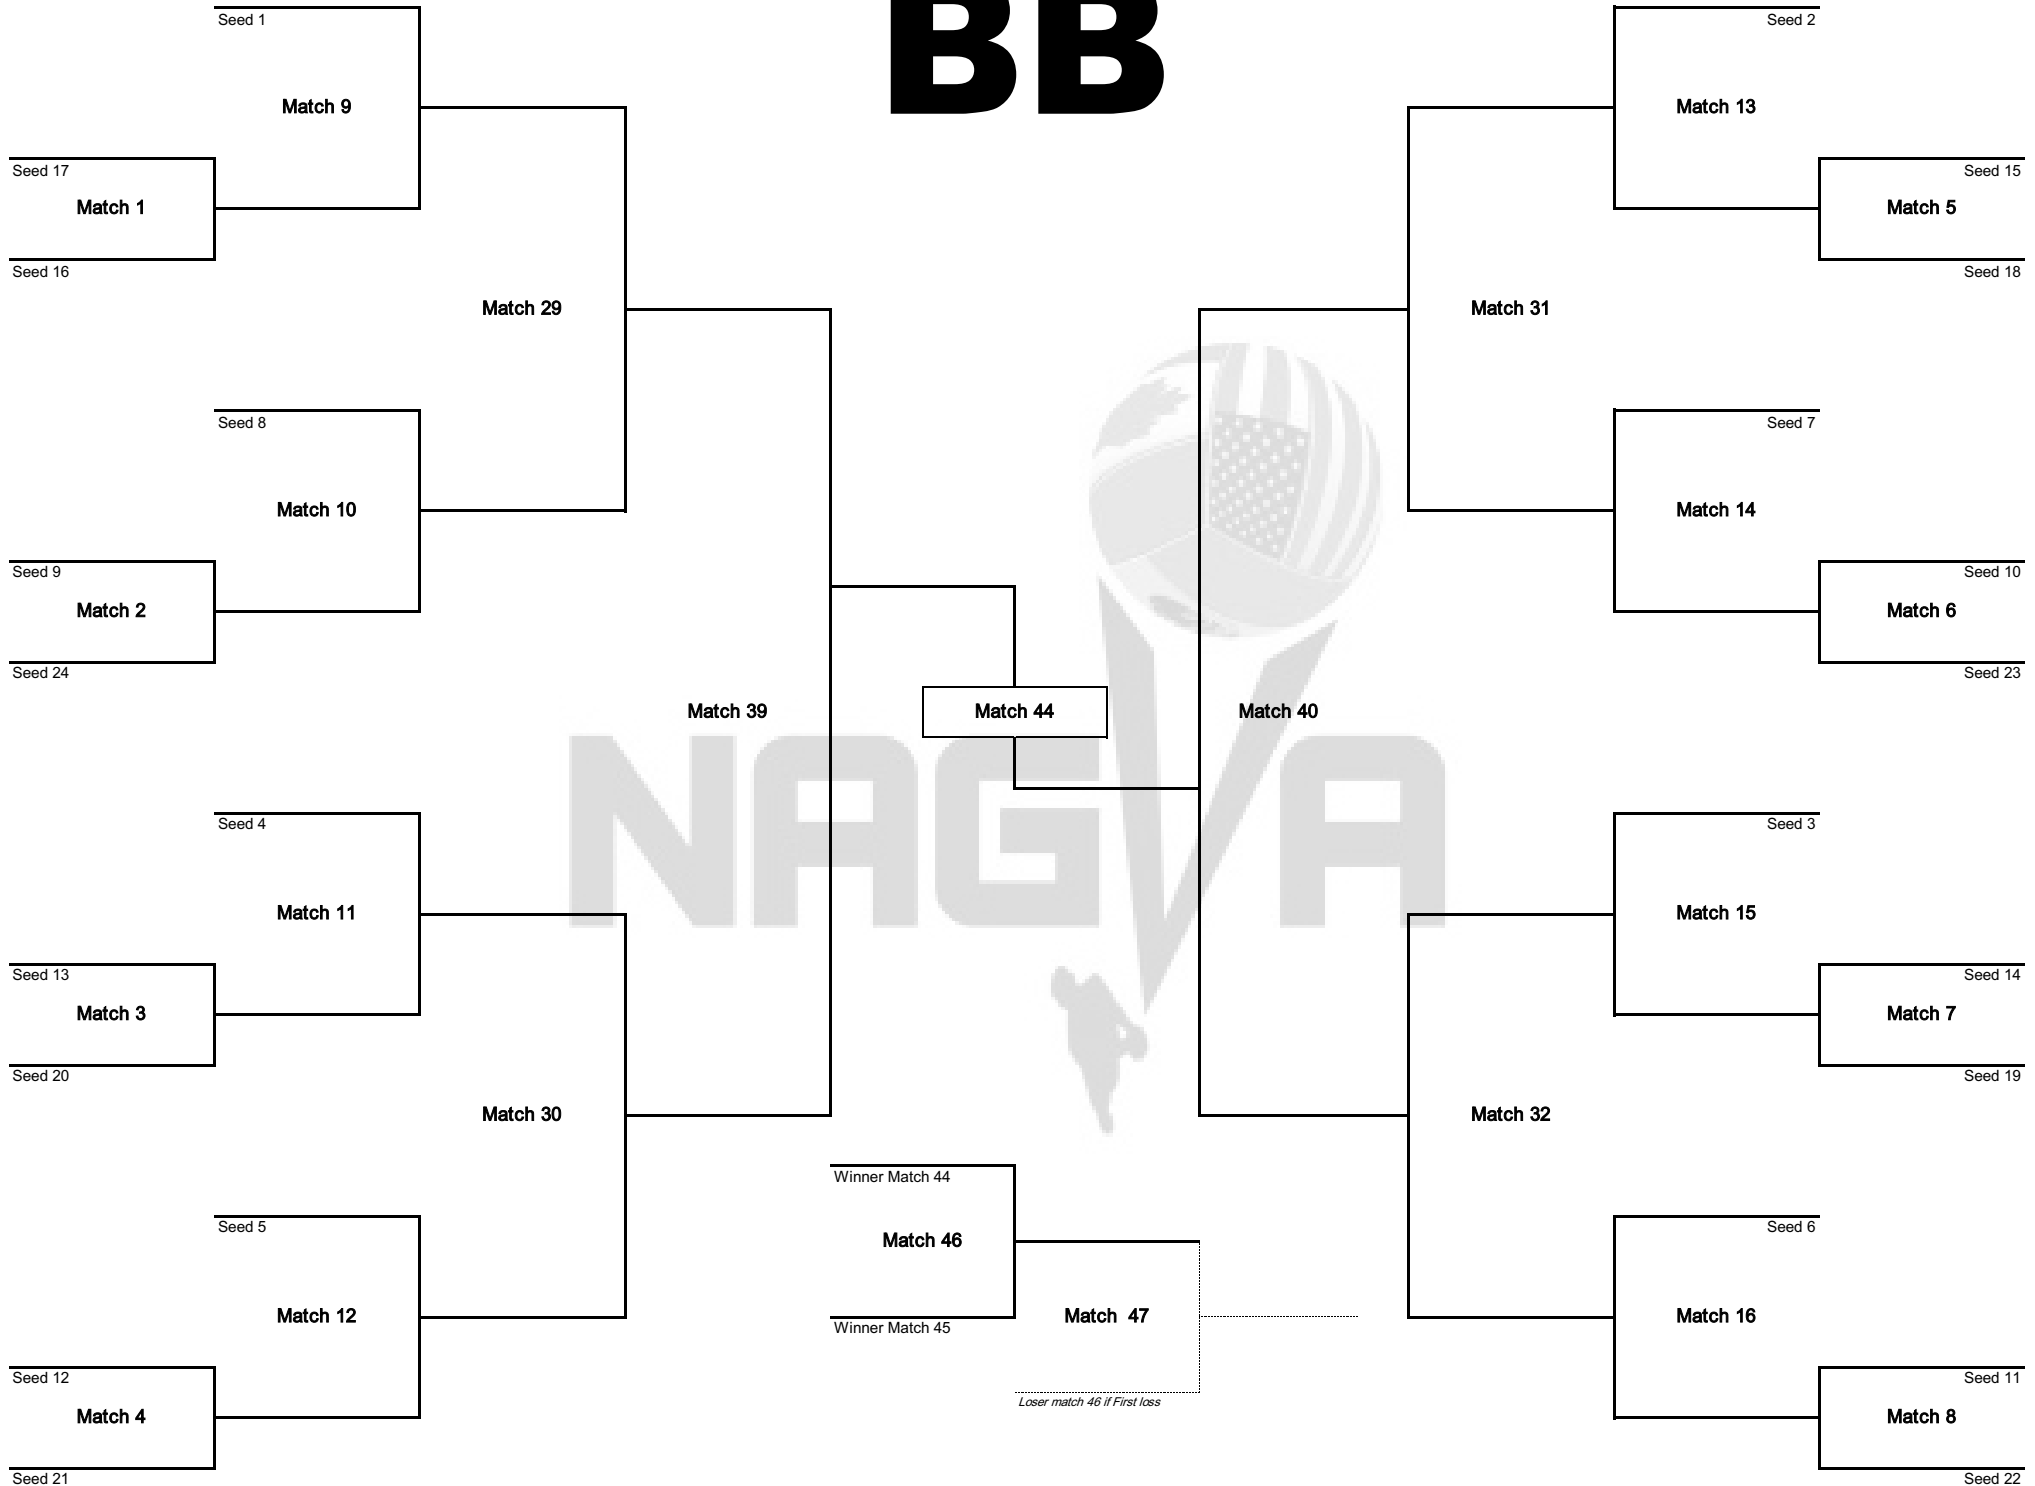 BB
Seed 1
Seed 2
Match 9
Match 13
Seed 17
Seed 15
Match 1
Match 5
Seed 16
Seed 18
Match 29
Match 31
Seed 8
Seed 7
Match 10
Match 14
Seed 9
Seed 10
Match 2
Match 6
Seed 24
Seed 23
Match 39
Match 44
Match 40
NAGVA
Seed 4
Seed 3
Match 11
Match 15
Seed 13
Seed 14
Match 3
Match 7
Seed 20
Seed 19
Match 30
Match 32
Winner Match 44
Seed 5
Seed 6
Match 46
Match 12
Match 47
Match 16
Winner Match 45
Seed 12
Seed 11
Loser match 46 if First loss
Match 4
Match 8
Seed 21
Seed 22